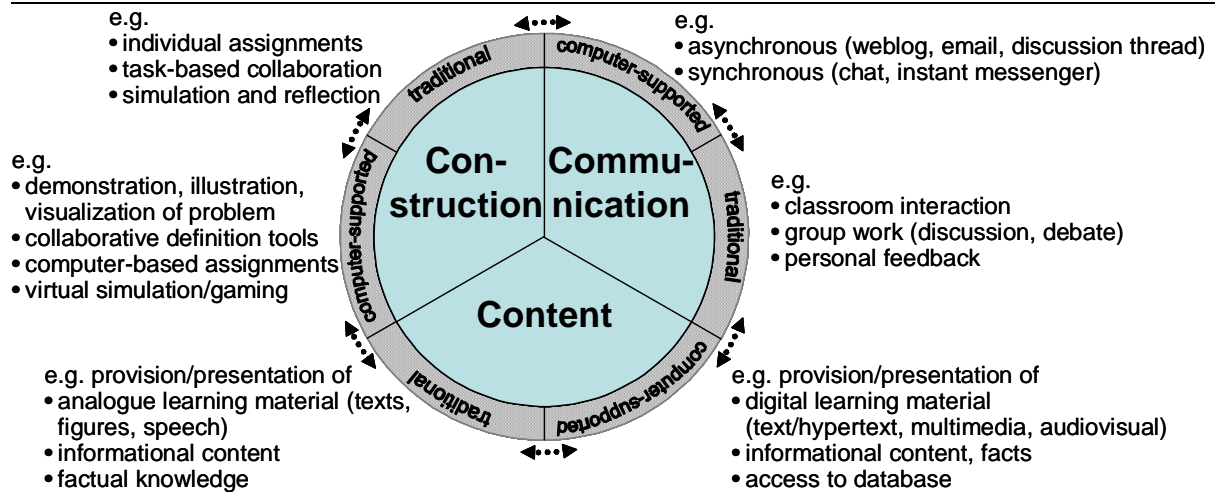 e.g.
• individual assignments
• task-based collaboration
• simulation and reflection
e.g.
• asynchronous (weblog, email, discussion thread)
• synchronous (chat, instant messenger)
traditional
computer-supported
e.g.
• demonstration, illustration,
visualization of problem
• collaborative definition tools
• computer-based assignments
• virtual simulation/gaming
computer-supported
Con-
struction
Commu-
nication
traditional
e.g.
• classroom interaction
• group work (discussion, debate)
• personal feedback
Content
e.g. provision/presentation of
• analogue learning material (texts,
figures, speech)
• informational content
• factual knowledge
traditional
computer-supported
e.g. provision/presentation of
• digital learning material
(text/hypertext, multimedia, audiovisual)
• informational content, facts
• access to database